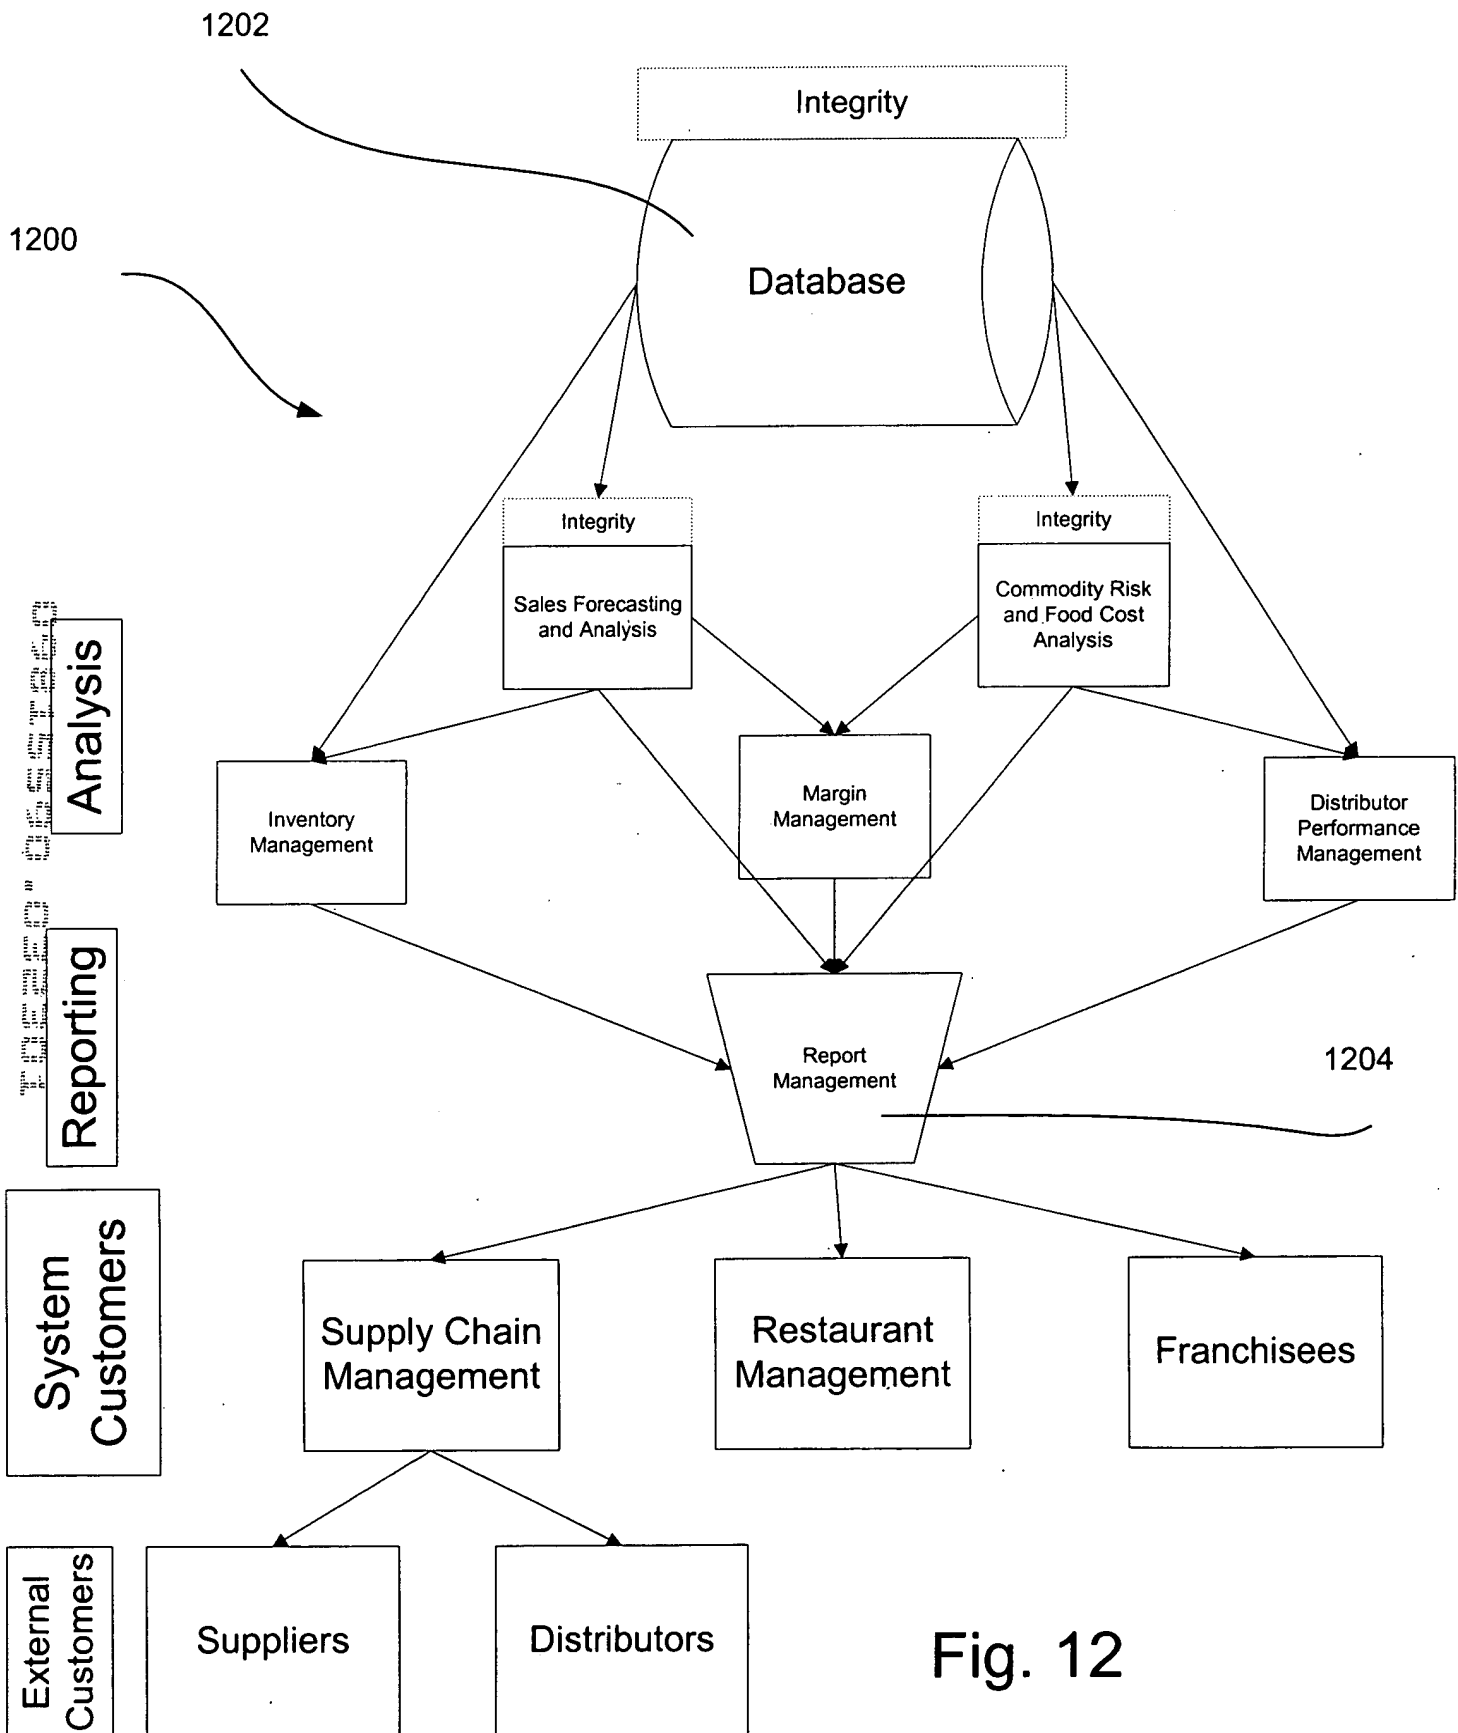 1202
Integrity
1200
Database
Integrity
Integrity
Sales Forecasting
and Analysis
Commodity Risk
and Food Cost
Analysis
Analysis
Margin
Management
Inventory
Management
Distributor
Performance
Management
Reporting
Report
Management
1204
System
Customers
Supply Chain
Management
Restaurant
Management
Franchisees
External
Customers
Suppliers
Distributors
Fig. 12